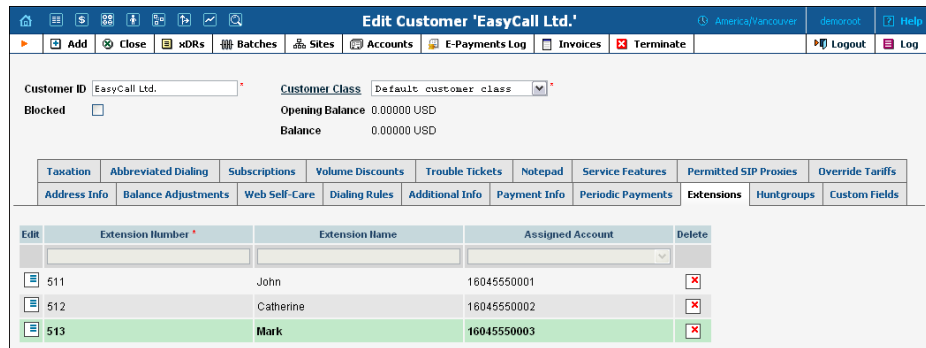 Edit Customer 'EasyCall Ltd.' America/Vancouver demoroot ? Help
Add Close xDRs Batches Sites Accounts E-Payments Log Invoices Terminate Logout Log
Customer ID EasyCall Ltd. * Customer Class Default customer class *
Blocked Opening Balance 0.00000 USD
Balance 0.00000 USD
Taxation Abbreviated Dialing Subscriptions Volume Discounts Trouble Tickets Notepad Service Features Permitted SIP Proxies Override Tariffs
Address Info Balance Adjustments Web Self-Care Dialing Rules Additional Info Payment Info Periodic Payments Extensions Huntgroups Custom Fields
Edit Extension Number * Extension Name Assigned Account Delete
511 John 16045550001
512 Catherine 16045550002
513 Mark 16045550003